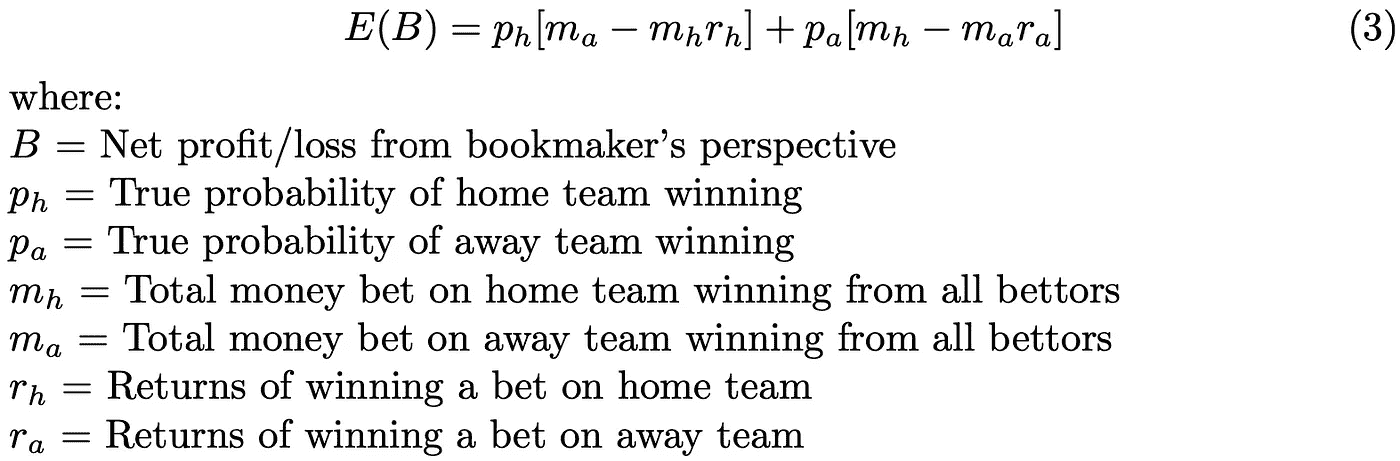 E(B) = p_h[m_a − m_h r_h] + p_a[m_h − m_a r_a] (3)
where:
B = Net profit/loss from bookmaker's perspective
p_h = True probability of home team winning
p_a = True probability of away team winning
m_h = Total money bet on home team winning from all bettors
m_a = Total money bet on away team winning from all bettors
r_h = Returns of winning a bet on home team
r_a = Returns of winning a bet on away team